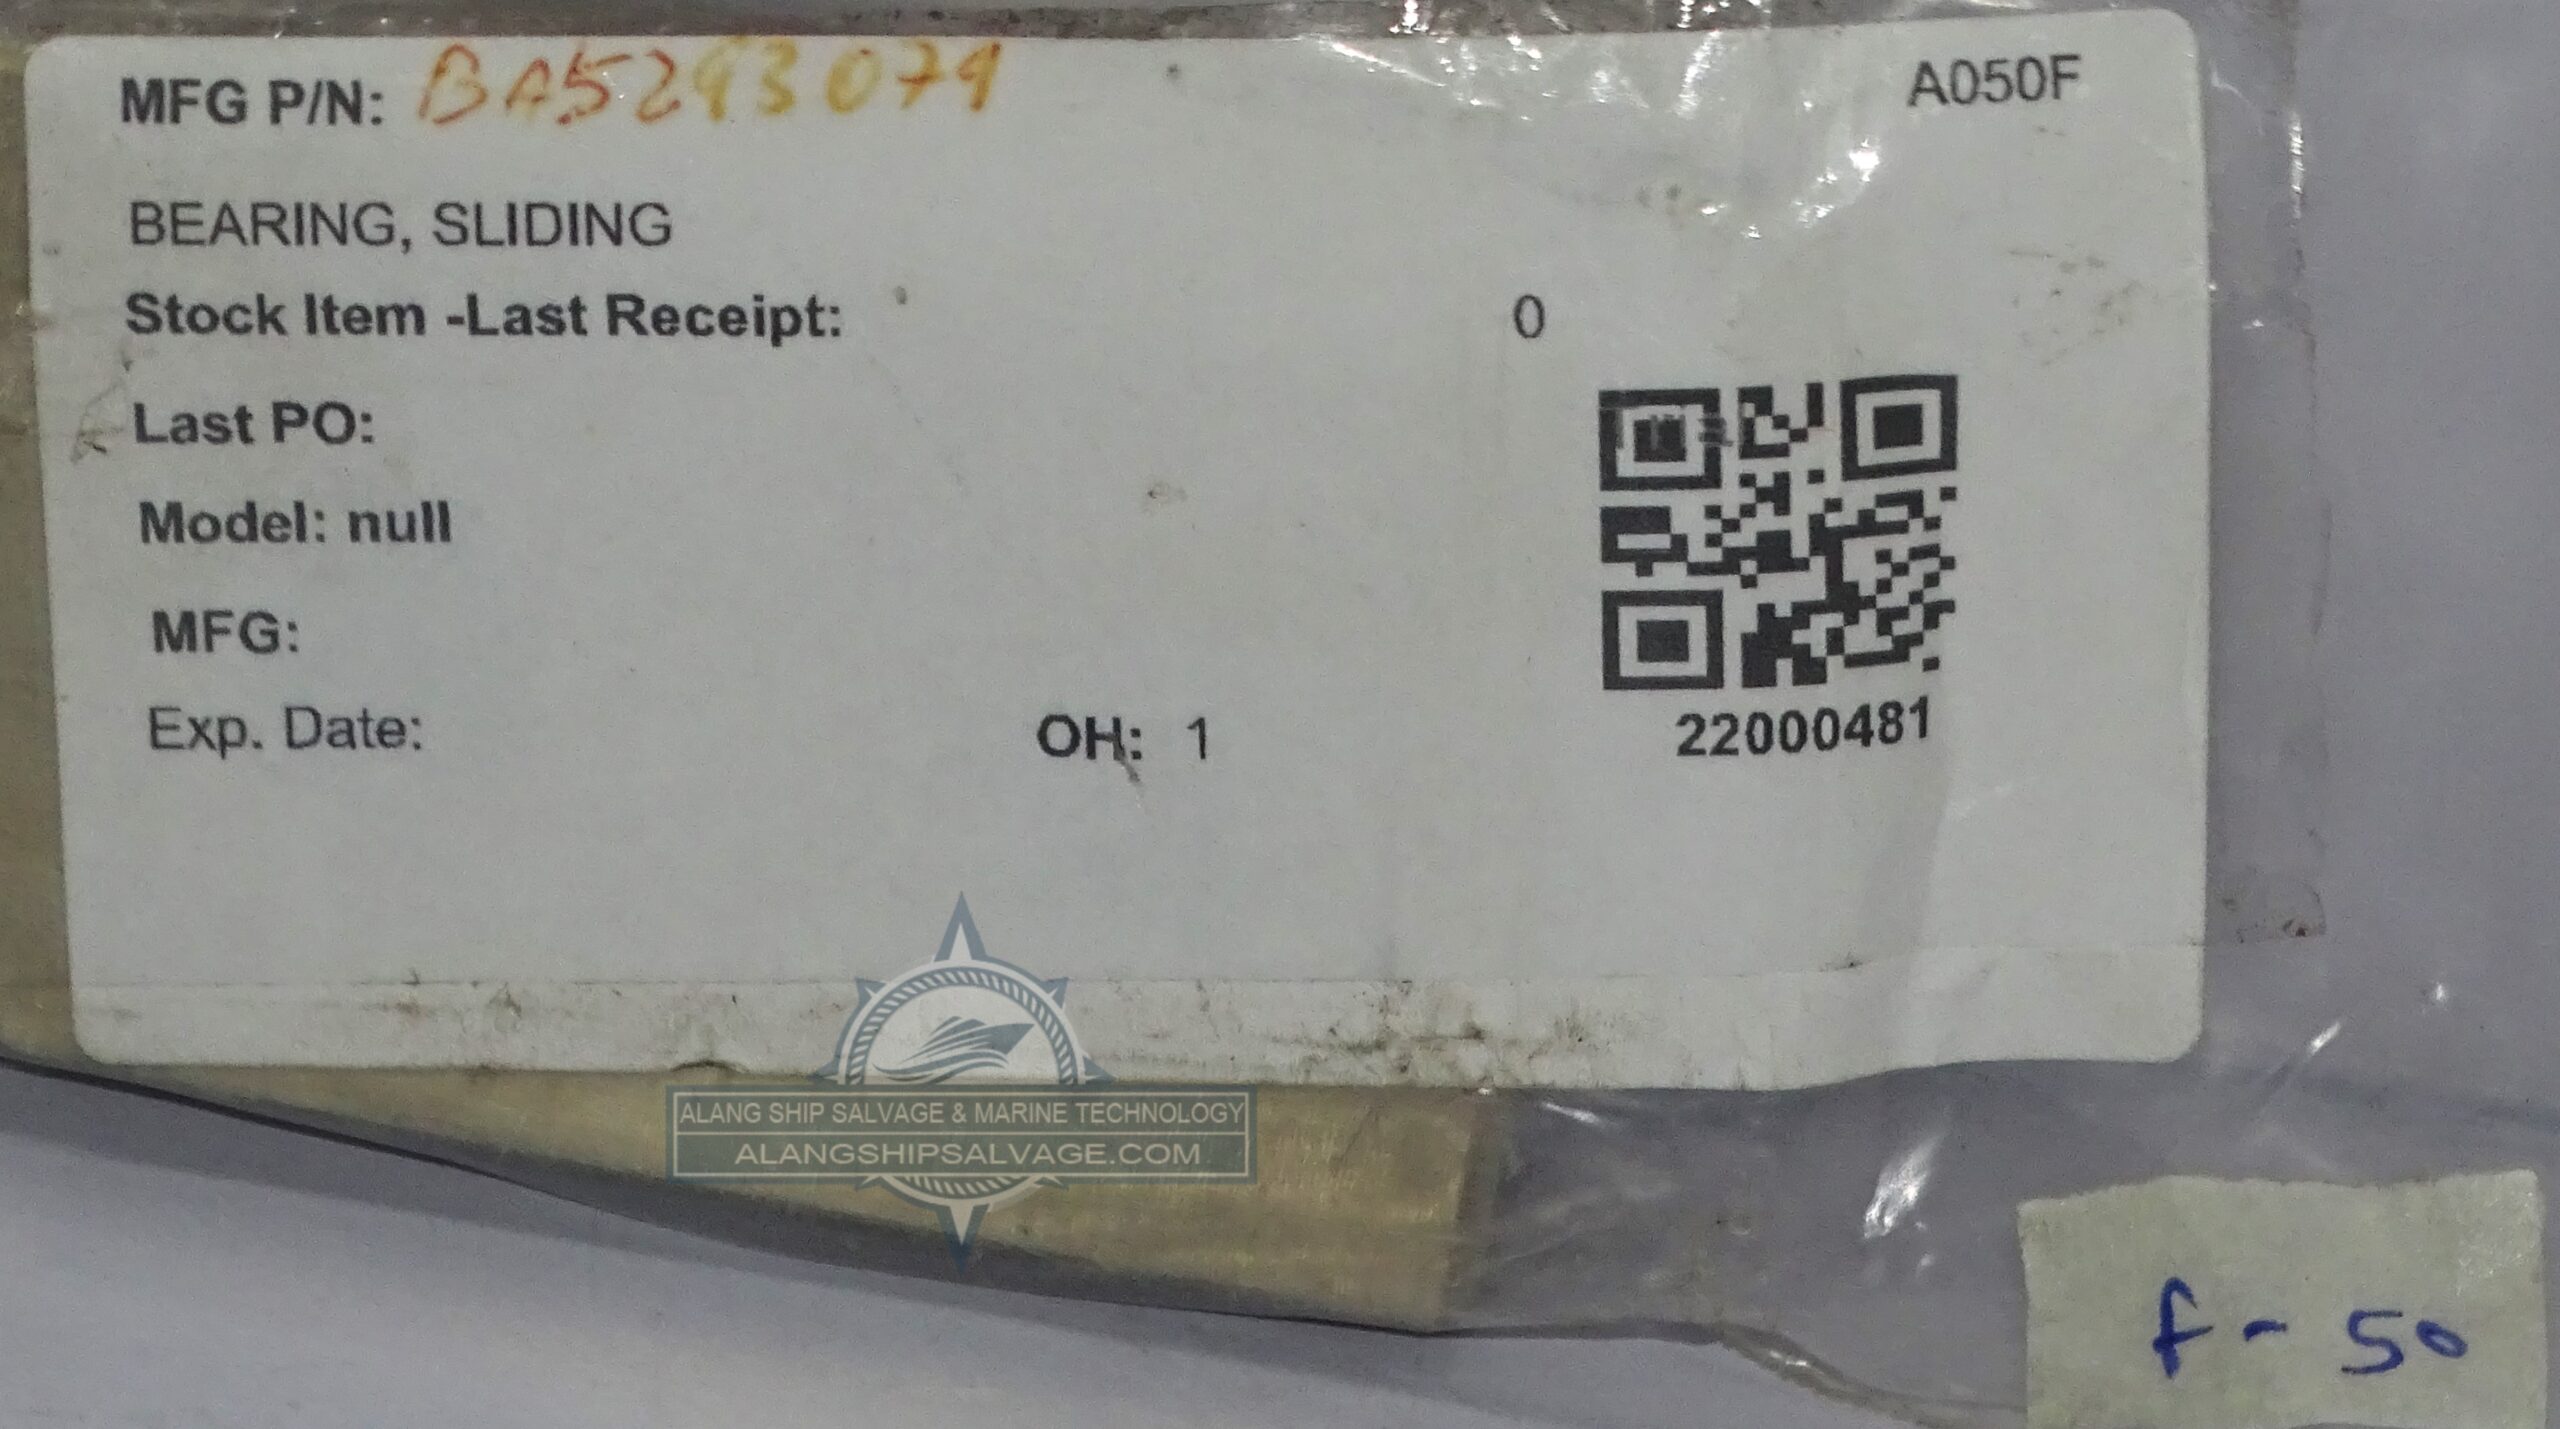 MFG P/N: BA5293079
A050F
BEARING, SLIDING
Stock Item -Last Receipt: 0
Last PO:
Model: null
MFG:
Exp. Date: OH: 1
22000481
ALANG SHIP SALVAGE & MARINE TECHNOLOGY
ALANGSHIPSALVAGE.COM
f - 50